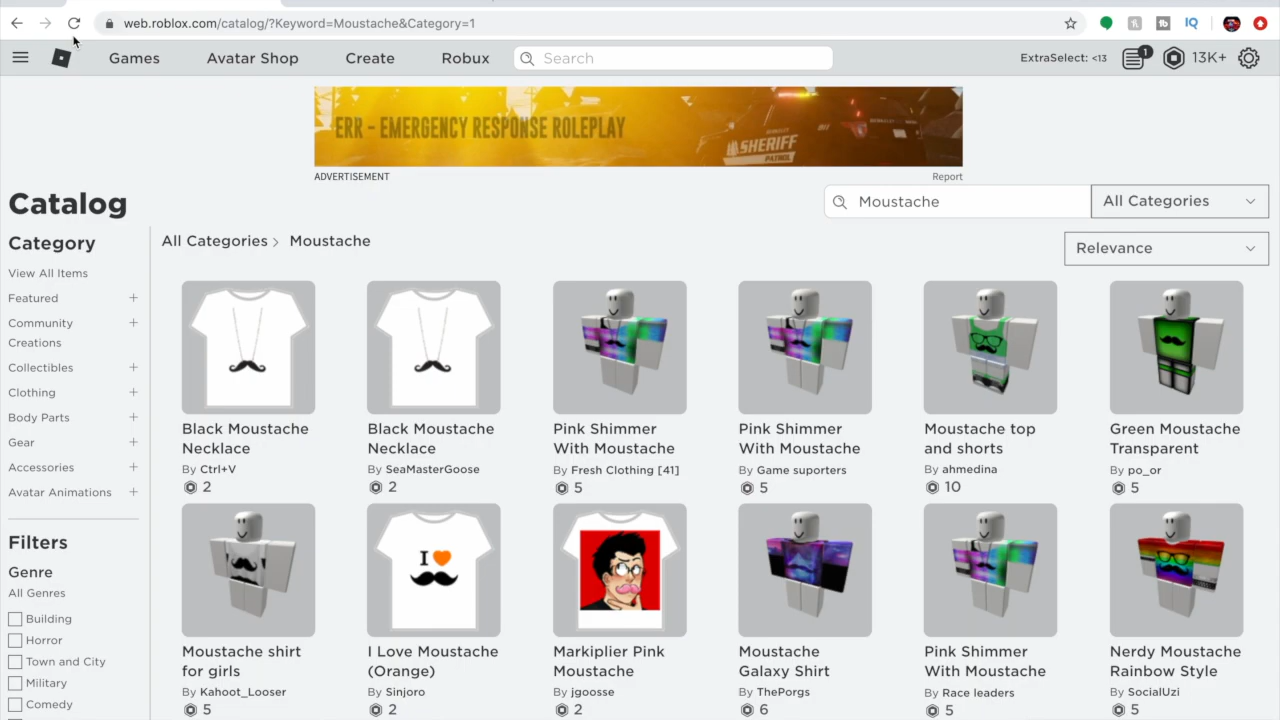 web.roblox.com/catalog/?Keyword=Moustache&Category=1
IQ
Games
Avatar Shop
Create
Robux
Search
ExtraSelect: <13
1
13K+
ERR - EMERGENCY RESPONSE ROLEPLAY
SHERIFF
PATROL
ADVERTISEMENT
Report
Catalog
Moustache
All Categories
Category
All Categories > Moustache
Relevance
View All Items
Featured +
Community Creations +
Collectibles +
Clothing +
Body Parts +
Gear +
Accessories +
Avatar Animations +
Filters
Genre
All Genres
Building
Horror
Town and City
Military
Comedy
Black Moustache
Necklace
By Ctrl+V
2
Black Moustache
Necklace
By SeaMasterGoose
2
Pink Shimmer
With Moustache
By Fresh Clothing [41]
5
Pink Shimmer
With Moustache
By Game suporters
5
Moustache top
and shorts
By ahmedina
10
Green Moustache
Transparent
By po_or
5
Moustache shirt
for girls
By Kahoot_Looser
5
I
I Love Moustache
(Orange)
By Sinjoro
2
Markiplier Pink
Moustache
By jgoosse
2
Moustache
Galaxy Shirt
By ThePorgs
6
Pink Shimmer
With Moustache
By Race leaders
5
Nerdy Moustache
Rainbow Style
By SocialUzi
5